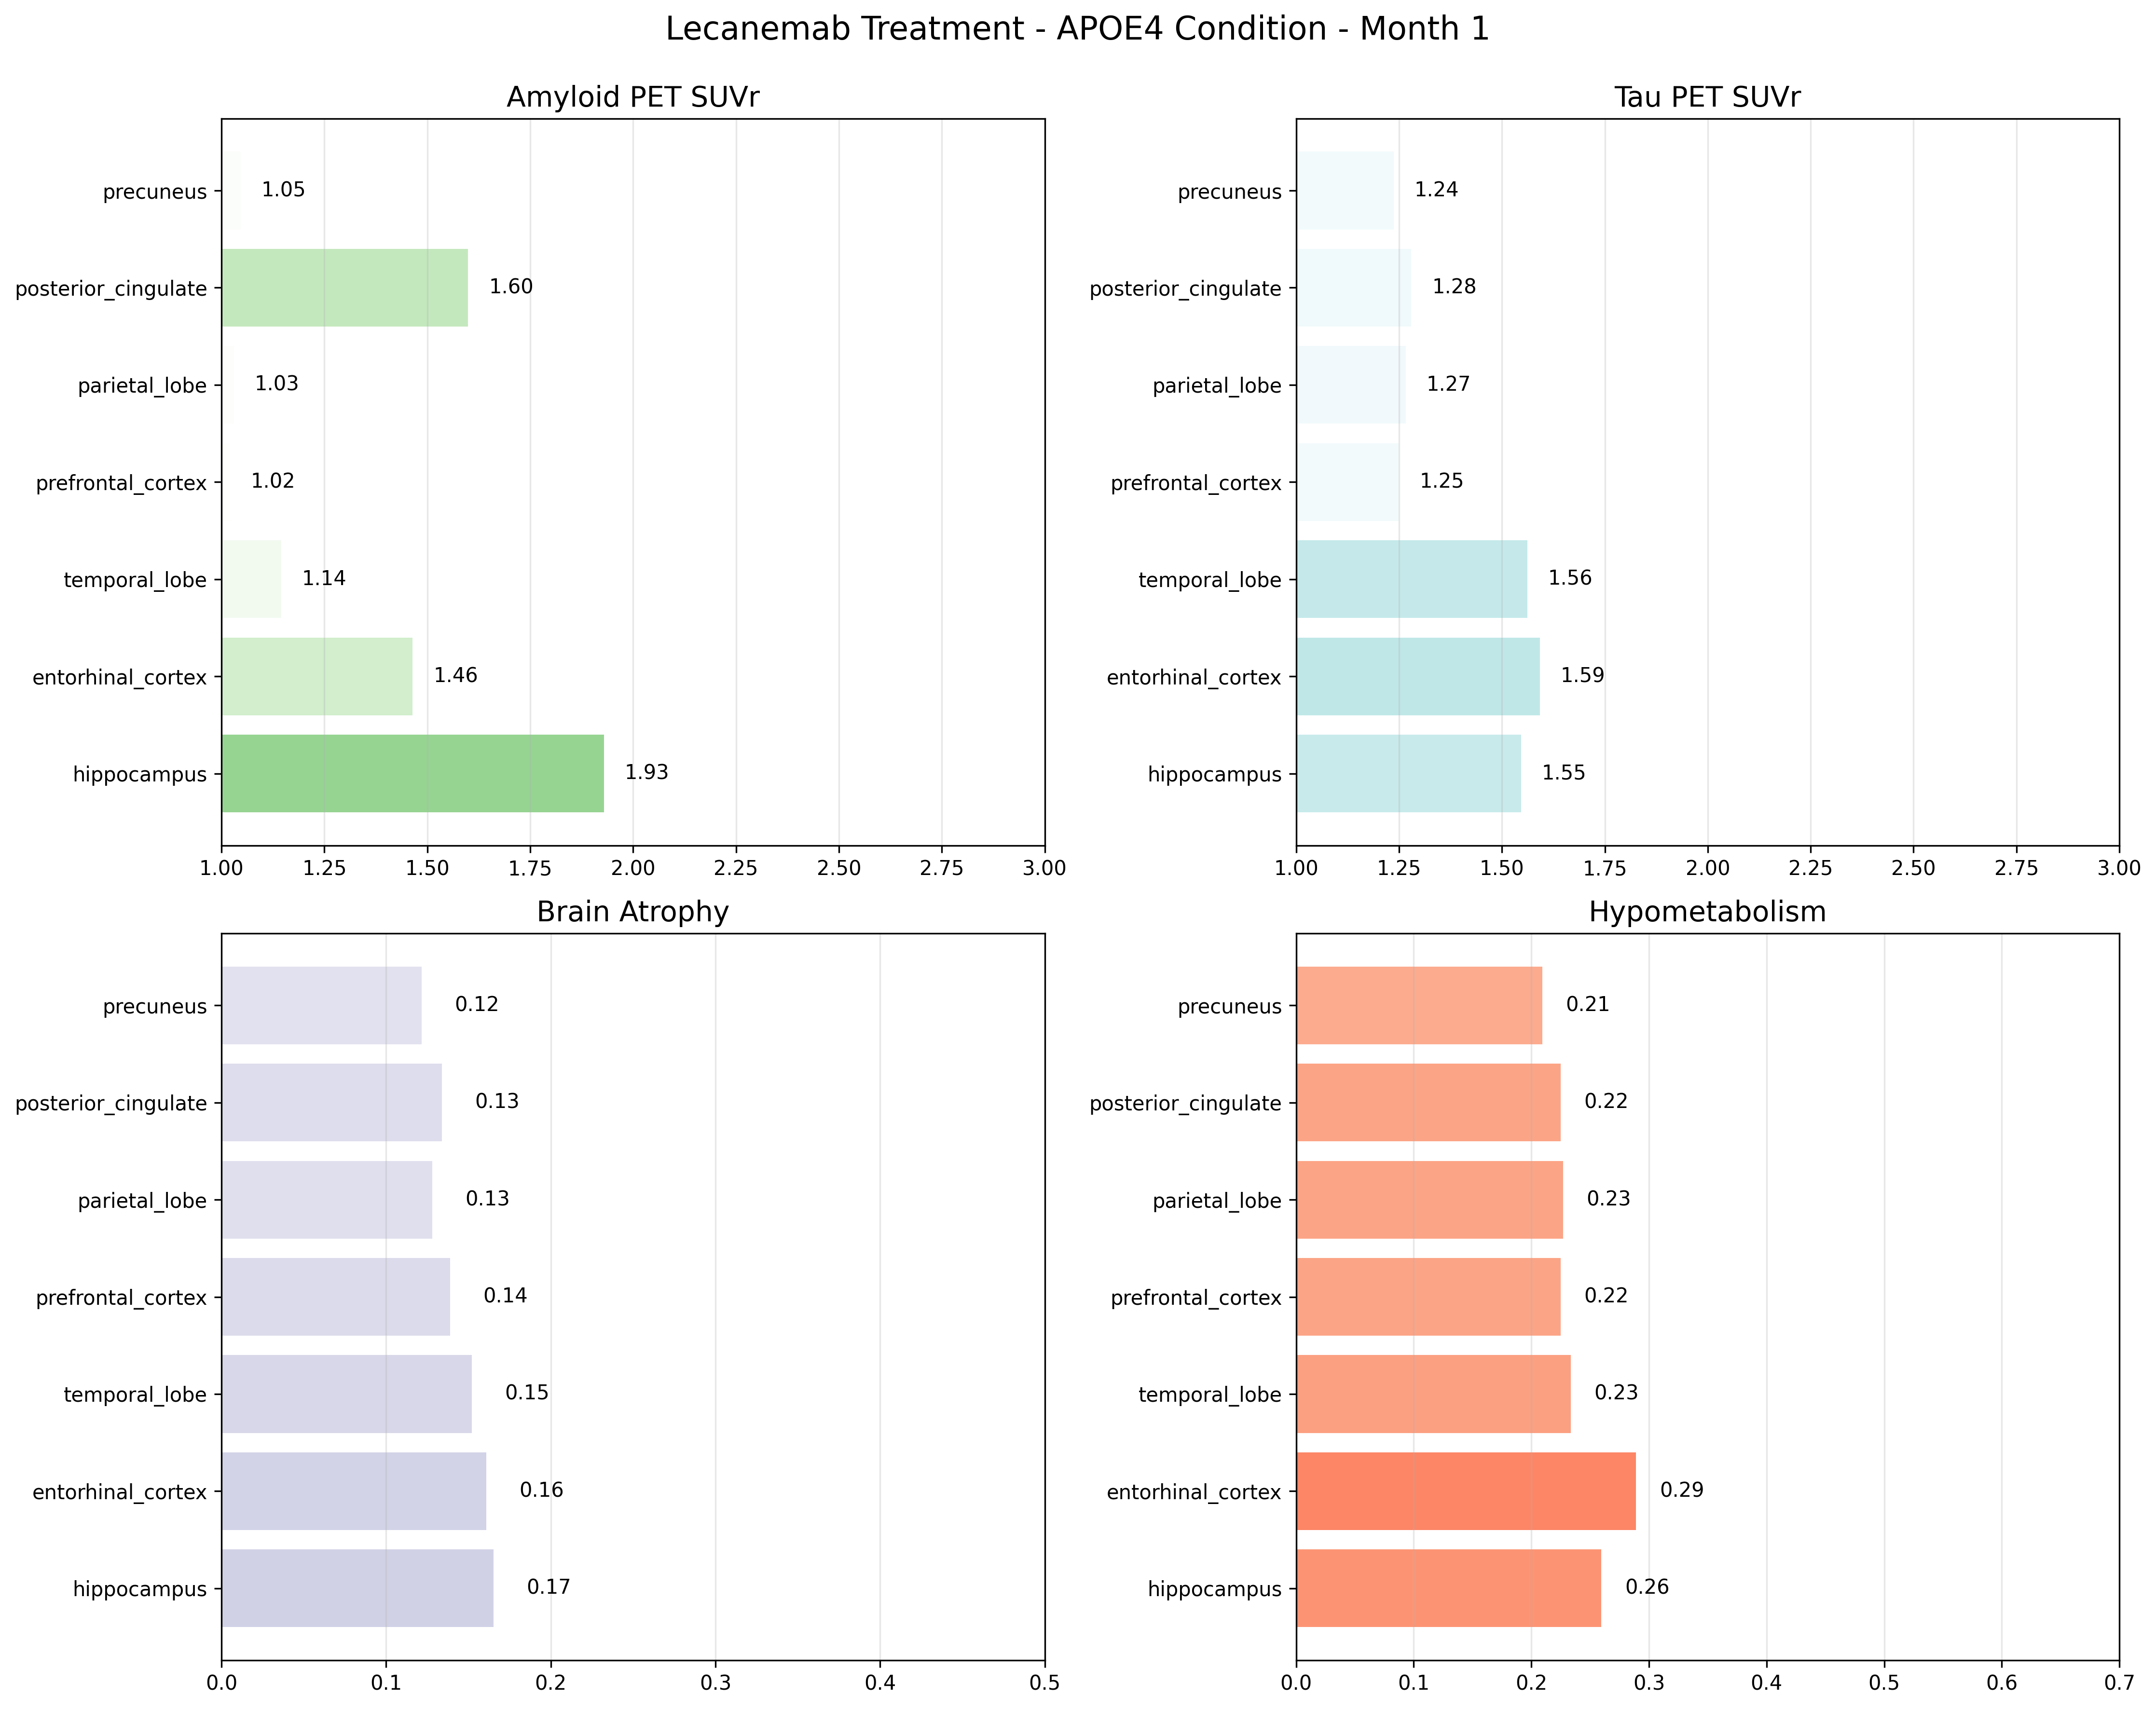 Lecanemab Treatment - APOE4 Condition - Month 1
Amyloid PET SUVr
precuneus
1.05
posterior_cingulate
1.60
parietal_lobe
1.03
prefrontal_cortex
1.02
temporal_lobe
1.14
entorhinal_cortex
1.46
hippocampus
1.93
1.00 1.25 1.50 1.75 2.00 2.25 2.50 2.75 3.00
Tau PET SUVr
precuneus
1.24
posterior_cingulate
1.28
parietal_lobe
1.27
prefrontal_cortex
1.25
temporal_lobe
1.56
entorhinal_cortex
1.59
hippocampus
1.55
1.00 1.25 1.50 1.75 2.00 2.25 2.50 2.75 3.00
Brain Atrophy
precuneus
0.12
posterior_cingulate
0.13
parietal_lobe
0.13
prefrontal_cortex
0.14
temporal_lobe
0.15
entorhinal_cortex
0.16
hippocampus
0.17
0.0 0.1 0.2 0.3 0.4 0.5
Hypometabolism
precuneus
0.21
posterior_cingulate
0.22
parietal_lobe
0.23
prefrontal_cortex
0.22
temporal_lobe
0.23
entorhinal_cortex
0.29
hippocampus
0.26
0.0 0.1 0.2 0.3 0.4 0.5 0.6 0.7